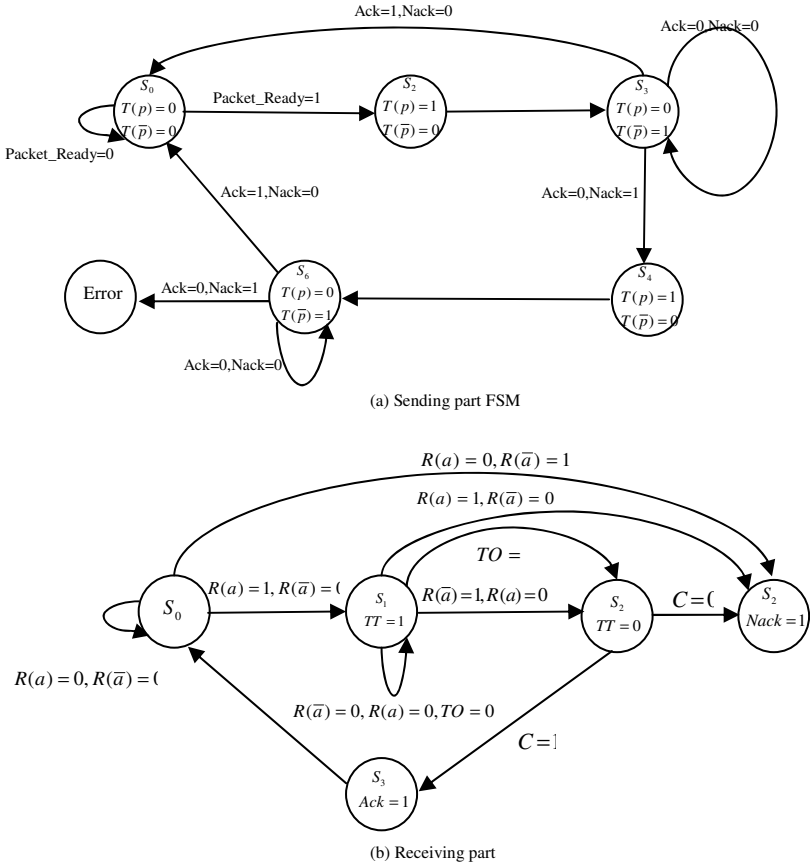 Ack=1,Nack=0
Ack=0,Nack=0
S₀
T(p)=0
T(p̅)=0
Packet_Ready=1
S₂
T(p)=1
T(p̅)=0
S₃
T(p)=0
T(p̅)=1
Packet_Ready=0
Ack=1,Nack=0
Ack=0,Nack=1
Error
Ack=0,Nack=1
S₆
T(p)=0
T(p̅)=1
S₄
T(p)=1
T(p̅)=0
Ack=0,Nack=0
(a) Sending part FSM
R(a)=0,R(a̅)=1
R(a)=1,R(a̅)=0
TO=
S₀
R(a)=1,R(a̅)=
S₁
TT=1
R(a̅)=1,R(a)=0
S₂
TT=0
C=
S₂
Nack=1
R(a)=0,R(a̅)=
R(a̅)=0,R(a)=0,TO=0
C=1
S₃
Ack=1
(b) Receiving part